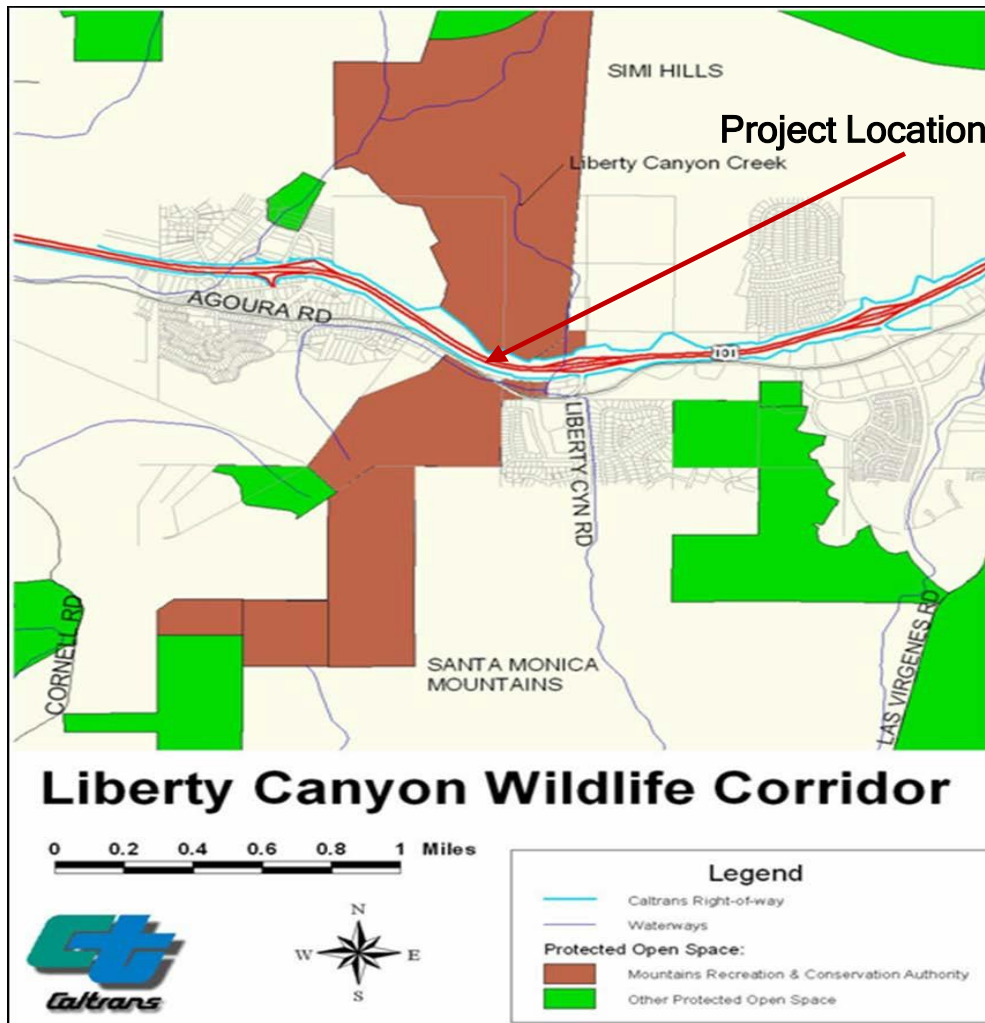 SIMI HILLS
Project Location
Liberty Canyon Creek
AGOURA RD
101
LIBERTY CYN RD
CORNELL RD
SANTA MONICA
MOUNTAINS
LAS VIRGENES RD
Liberty Canyon Wildlife Corridor
0 0.2 0.4 0.6 0.8 1 Miles
Legend
Caltrans Right-of-way
Waterways
Protected Open Space:
Mountains Recreation & Conservation Authority
Other Protected Open Space
N
W E
S
Ct
Caltrans